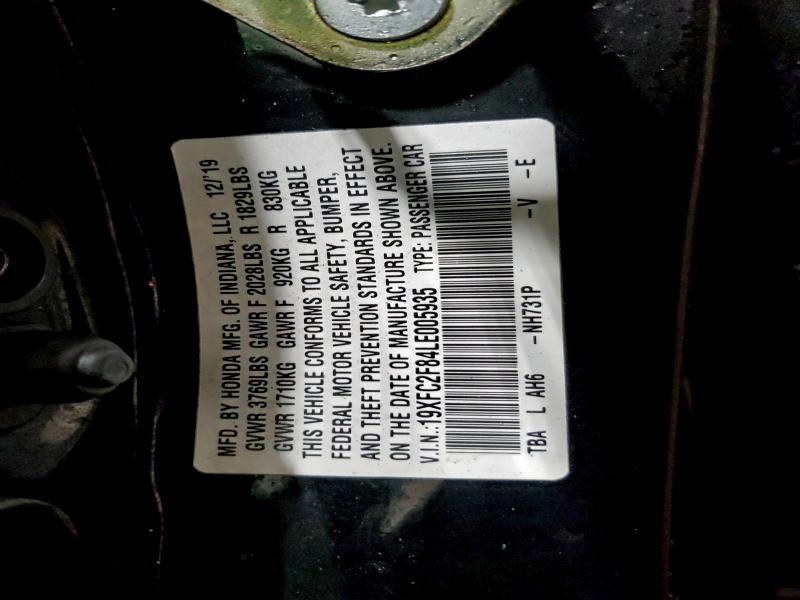 MFD. BY HONDA MFG. OF INDIANA, LLC 12/'19
GVWR 3769LBS GAWR F 2028LBS R 1829LBS
GVWR 1710KG GAWR F 920KG R 830KG
THIS VEHICLE CONFORMS TO ALL APPLICABLE
FEDERAL MOTOR VEHICLE SAFETY, BUMPER,
AND THEFT PREVENTION STANDARDS IN EFFECT
ON THE DATE OF MANUFACTURE SHOWN ABOVE.
V.I.N.:19XFC2F84LE005935 TYPE: PASSENGER CAR
TBA L AH6 -NH731P -V -E